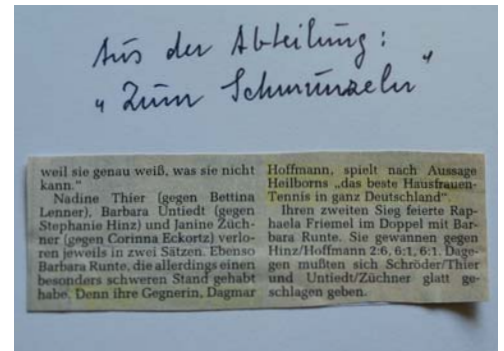 Aus der Abteilung:
„Zum Schmunzeln"
weil sie genau weiß, was sie nicht
kann."
Nadine Thier (gegen Bettina
Lenner), Barbara Untiedt (gegen
Stephanie Hinz) und Janine Züch-
ner (gegen Corinna Eckortz) verlo-
ren jeweils in zwei Sätzen. Ebenso
Barbara Runte, die allerdings einen
besonders schweren Stand gehabt
habe. Denn ihre Gegnerin, Dagmar
Hoffmann, spielt nach Aussage
Heilborns „das beste Hausfrauen-
Tennis in ganz Deutschland".
Ihren zweiten Sieg feierte Rap-
haela Friemel im Doppel mit Bar-
bara Runte. Sie gewannen gegen
Hinz/Hoffmann 2:6, 6:1, 6:1. Dage-
gen mußten sich Schröder/Thier
und Untiedt/Züchner glatt ge-
schlagen geben.